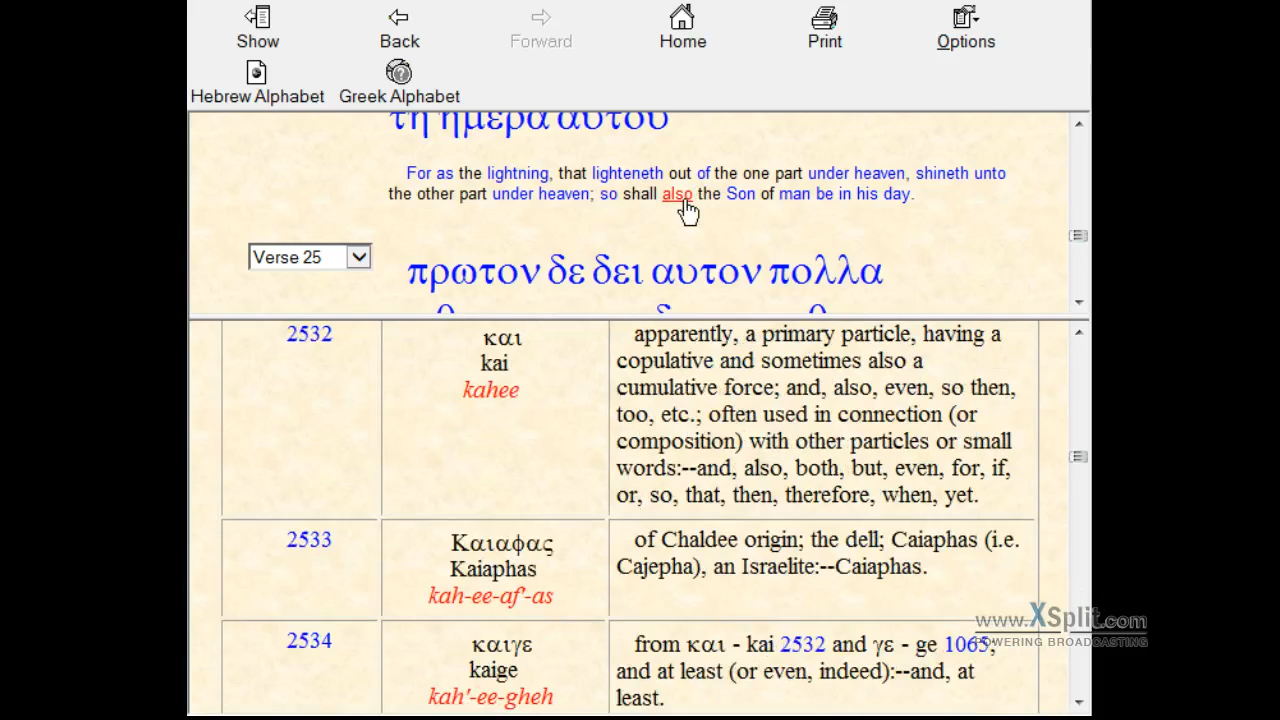 Show
Back
Forward
Home
Print
Options
Hebrew Alphabet
Greek Alphabet
τη ημερα αυτου
For as the lightning, that lighteneth out of the one part under heaven, shineth unto
the other part under heaven; so shall also the Son of man be in his day.
Verse 25
πρωτον δε δει αυτον πολλα
2532
και
kai
kahee
apparently, a primary particle, having a
copulative and sometimes also a
cumulative force; and, also, even, so then,
too, etc.; often used in connection (or
composition) with other particles or small
words:--and, also, both, but, even, for, if,
or, so, that, then, therefore, when, yet.
2533
Καιαφας
Kaiaphas
kah-ee-af'-as
of Chaldee origin; the dell; Caiaphas (i.e.
Cajepha), an Israelite:--Caiaphas.
2534
καιγε
kaige
kah'-ee-gheh
from και - kai 2532 and γε - ge 1065;
and at least (or even, indeed):--and, at
least.
www.XSplit.com
POWERING BROADCASTING